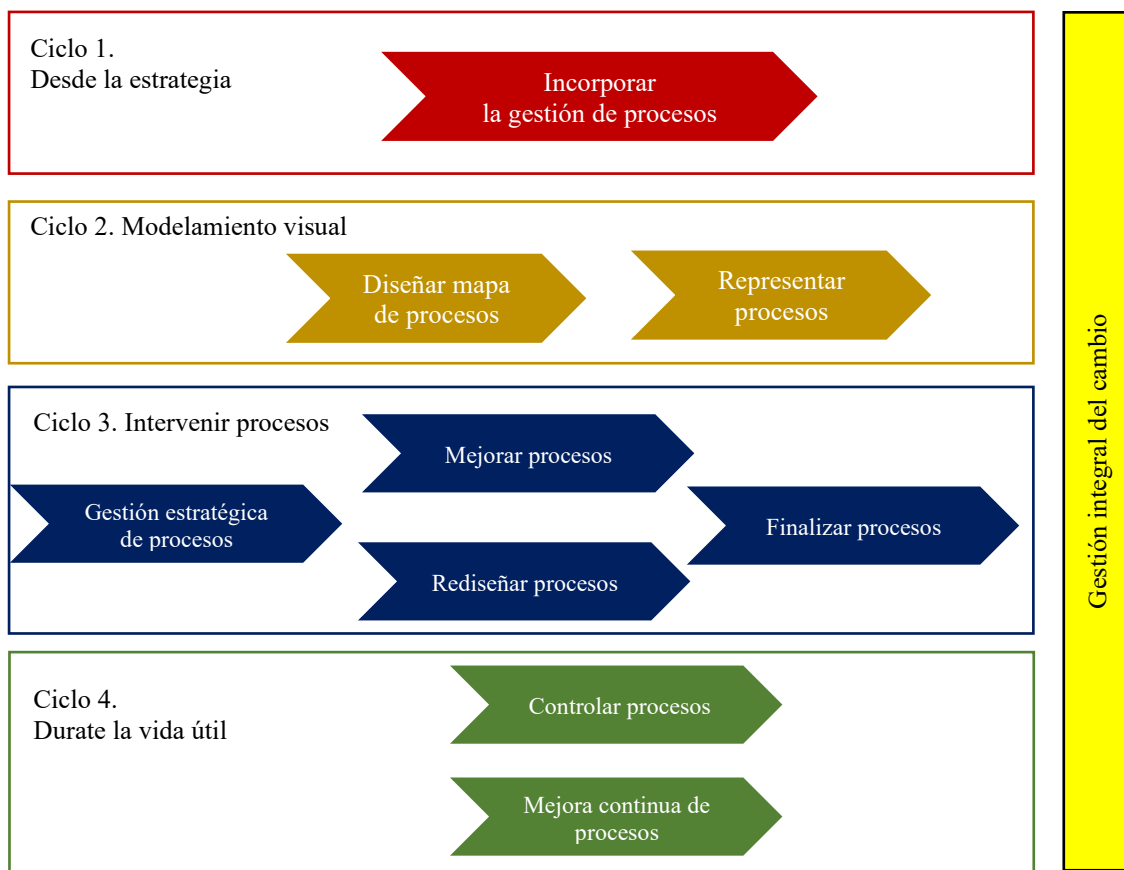 Ciclo 1.
Desde la estrategia
Incorporar
la gestión de procesos
Ciclo 2. Modelamiento visual
Diseñar mapa
de procesos
Representar
procesos
Ciclo 3. Intervenir procesos
Gestión estratégica
de procesos
Mejorar procesos
Rediseñar procesos
Finalizar procesos
Ciclo 4.
Durate la vida útil
Controlar procesos
Mejora continua de
procesos
Gestión integral del cambio